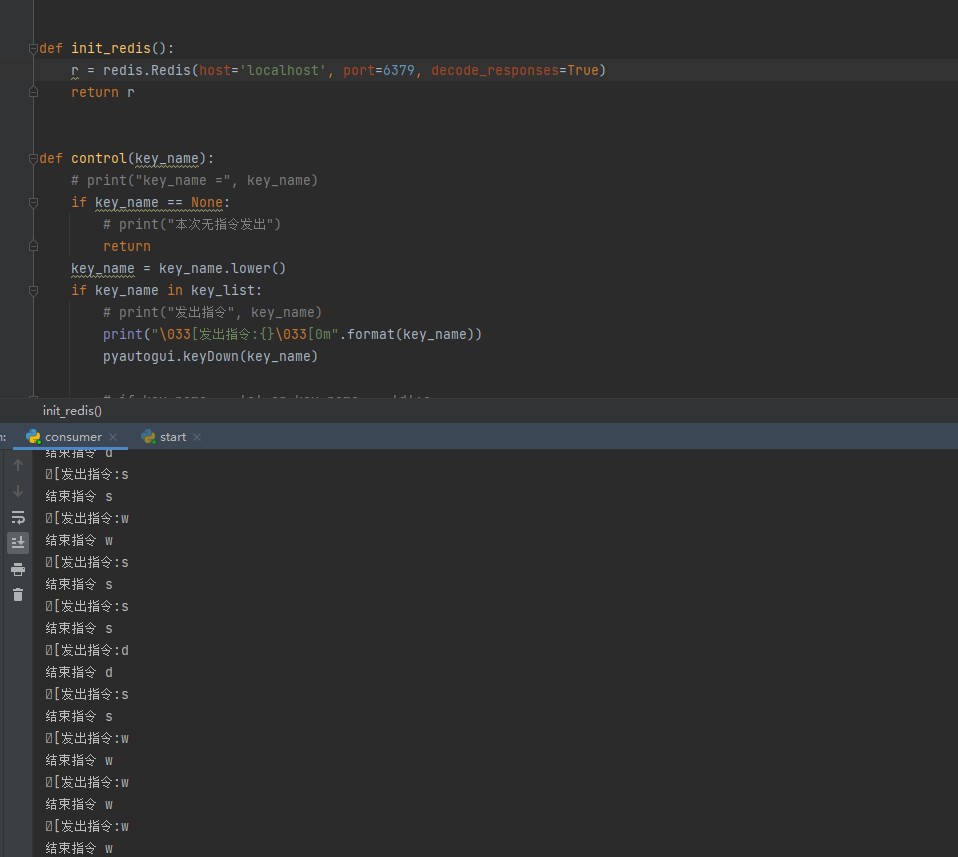 def init_redis():
r = redis.Redis(host='localhost', port=6379, decode_responses=True)
return r
def control(key_name):
# print("key_name =", key_name)
if key_name == None:
# print("本次无指令发出")
return
key_name = key_name.lower()
if key_name in key_list:
# print("发出指令", key_name)
print("\033[发出指令:{}\033[0m".format(key_name))
pyautogui.keyDown(key_name)
init_redis()
consumer
start
结束指令 d
[发出指令:s
结束指令 s
[发出指令:w
结束指令 w
[发出指令:s
结束指令 s
[发出指令:s
结束指令 s
[发出指令:d
结束指令 d
[发出指令:s
结束指令 s
[发出指令:w
结束指令 w
[发出指令:w
结束指令 w
[发出指令:w
结束指令 w